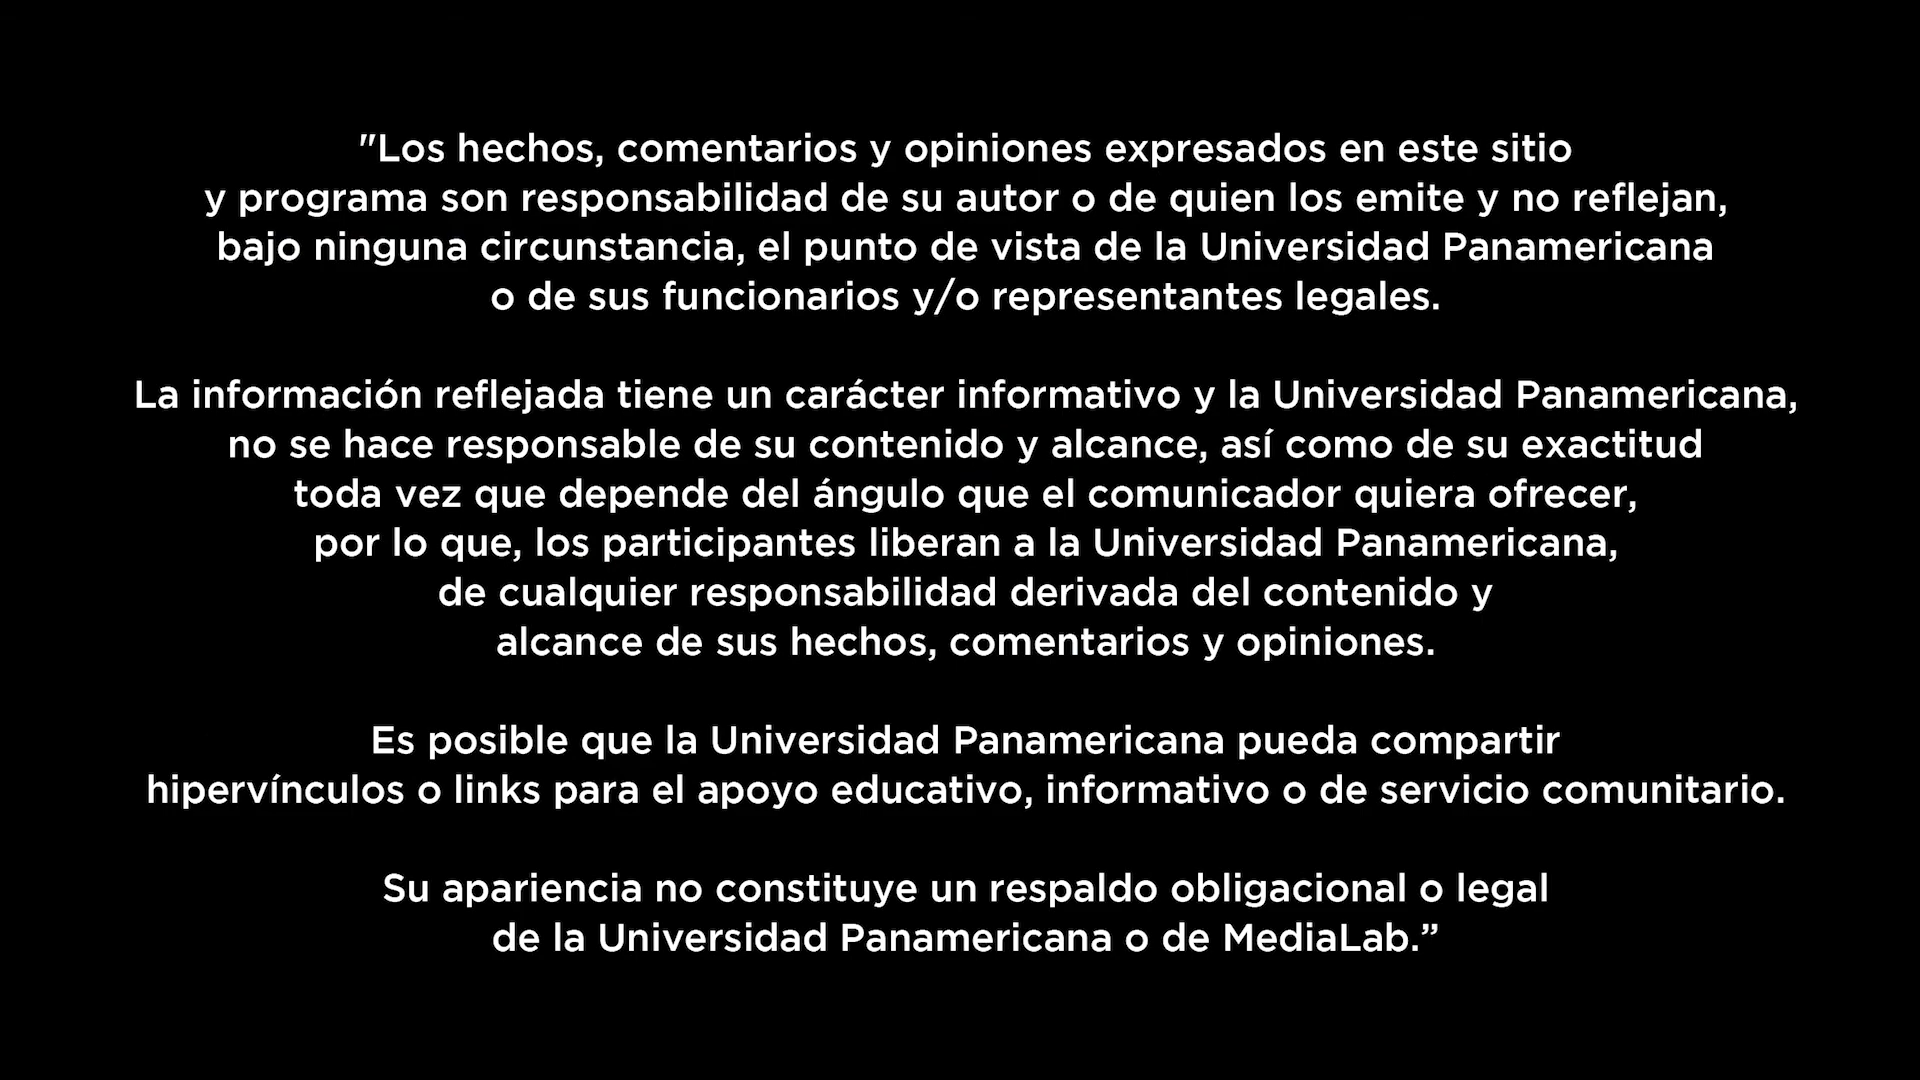 "Los hechos, comentarios y opiniones expresados en este sitio
y programa son responsabilidad de su autor o de quien los emite y no reflejan,
bajo ninguna circunstancia, el punto de vista de la Universidad Panamericana
o de sus funcionarios y/o representantes legales.
La información reflejada tiene un carácter informativo y la Universidad Panamericana,
no se hace responsable de su contenido y alcance, así como de su exactitud
toda vez que depende del ángulo que el comunicador quiera ofrecer,
por lo que, los participantes liberan a la Universidad Panamericana,
de cualquier responsabilidad derivada del contenido y
alcance de sus hechos, comentarios y opiniones.
Es posible que la Universidad Panamericana pueda compartir
hipervínculos o links para el apoyo educativo, informativo o de servicio comunitario.
Su apariencia no constituye un respaldo obligacional o legal
de la Universidad Panamericana o de MediaLab.”